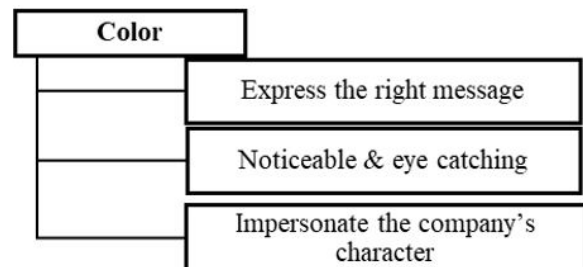 Color
Express the right message
Noticeable & eye catching
Impersonate the company’s
character